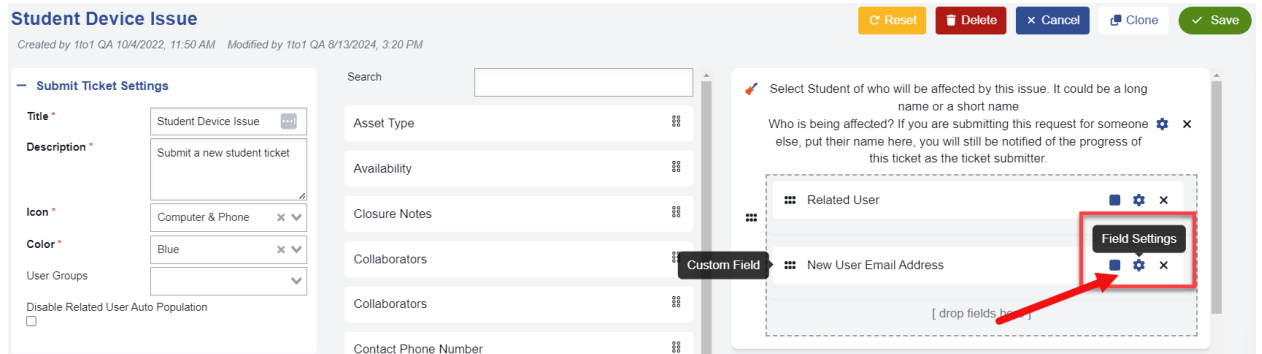 Student Device Issue
Reset
Delete
Cancel
Clone
Save
Created by 1to1 QA 10/4/2022, 11:50 AM Modified by 1to1 QA 8/13/2024, 3:20 PM
Submit Ticket Settings
Title *
Student Device Issue
Description *
Submit a new student ticket
Icon *
Computer & Phone
Color *
Blue
User Groups
Disable Related User Auto Population
Search
Asset Type
Availability
Closure Notes
Collaborators
Collaborators
Contact Phone Number
Select Student of who will be affected by this issue. It could be a long
name or a short name
Who is being affected? If you are submitting this request for someone
else, put their name here, you will still be notified of the progress of
this ticket as the ticket submitter.
Related User
Field Settings
Custom Field
New User Email Address
[ drop fields here ]